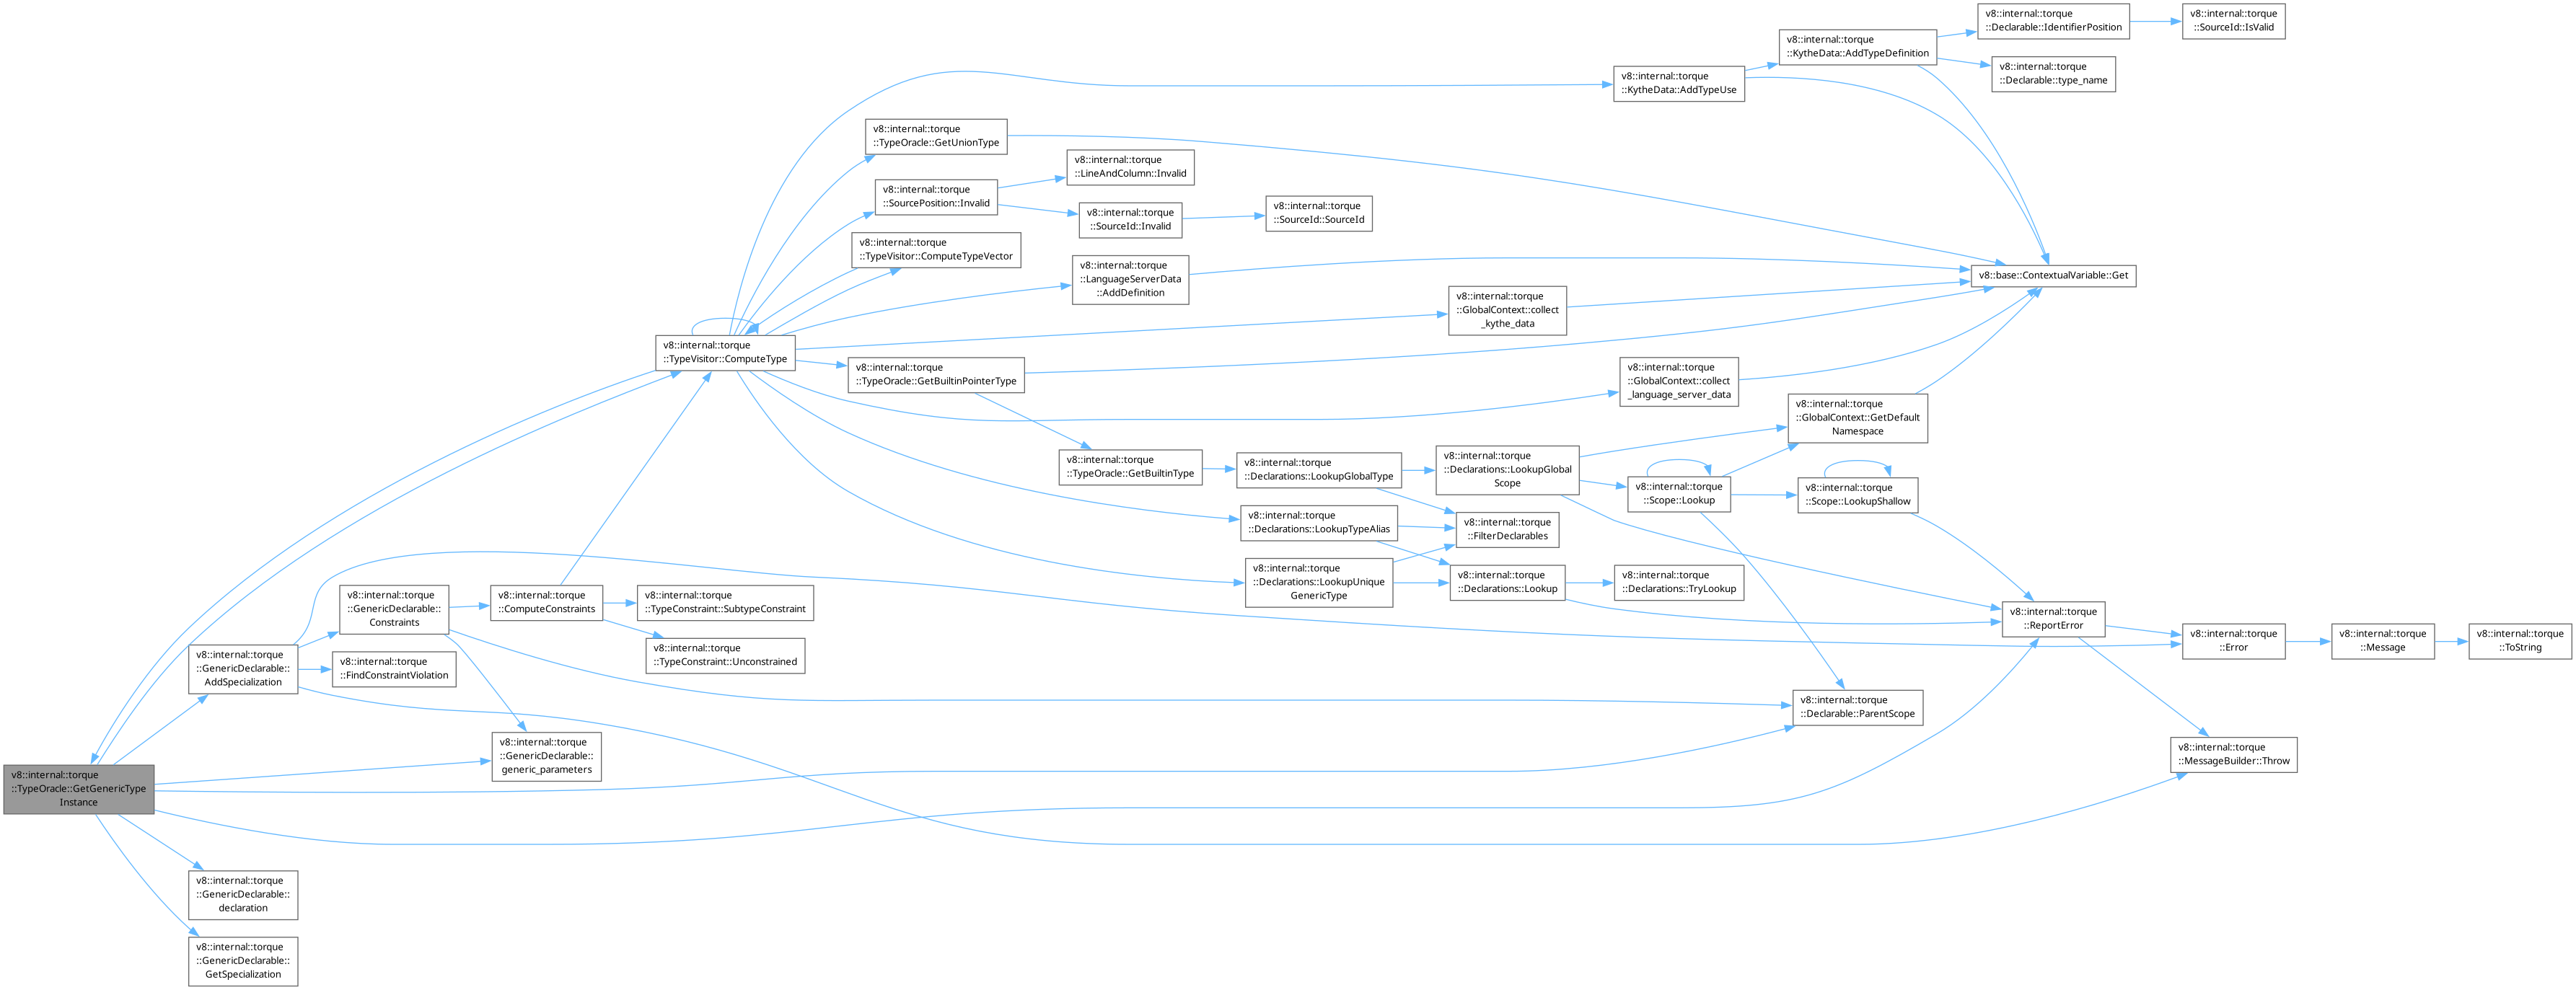 v8::internal::torque
::Declarable::IdentifierPosition
v8::internal::torque
::SourceId::IsValid
v8::internal::torque
::KytheData::AddTypeDefinition
v8::internal::torque
::Declarable::type_name
v8::internal::torque
::KytheData::AddTypeUse
v8::internal::torque
::TypeOracle::GetUnionType
v8::internal::torque
::LineAndColumn::Invalid
v8::internal::torque
::SourcePosition::Invalid
v8::internal::torque
::SourceId::Invalid
v8::internal::torque
::SourceId::SourceId
v8::internal::torque
::TypeVisitor::ComputeTypeVector
v8::internal::torque
::LanguageServerData
::AddDefinition
v8::base::ContextualVariable::Get
v8::internal::torque
::GlobalContext::collect
_kythe_data
v8::internal::torque
::TypeVisitor::ComputeType
v8::internal::torque
::TypeOracle::GetBuiltinPointerType
v8::internal::torque
::GlobalContext::collect
_language_server_data
v8::internal::torque
::GlobalContext::GetDefault
Namespace
v8::internal::torque
::TypeOracle::GetBuiltinType
v8::internal::torque
::Declarations::LookupGlobalType
v8::internal::torque
::Declarations::LookupGlobal
Scope
v8::internal::torque
::Scope::Lookup
v8::internal::torque
::Scope::LookupShallow
v8::internal::torque
::Declarations::LookupTypeAlias
v8::internal::torque
::FilterDeclarables
v8::internal::torque
::Declarations::LookupUnique
GenericType
v8::internal::torque
::Declarations::Lookup
v8::internal::torque
::Declarations::TryLookup
v8::internal::torque
::GenericDeclarable::
Constraints
v8::internal::torque
::ComputeConstraints
v8::internal::torque
::TypeConstraint::SubtypeConstraint
v8::internal::torque
::ReportError
v8::internal::torque
::Error
v8::internal::torque
::Message
v8::internal::torque
::ToString
v8::internal::torque
::GenericDeclarable::
AddSpecialization
v8::internal::torque
::FindConstraintViolation
v8::internal::torque
::TypeConstraint::Unconstrained
v8::internal::torque
::Declarable::ParentScope
v8::internal::torque
::GenericDeclarable::
generic_parameters
v8::internal::torque
::MessageBuilder::Throw
v8::internal::torque
::TypeOracle::GetGenericType
Instance
v8::internal::torque
::GenericDeclarable::
declaration
v8::internal::torque
::GenericDeclarable::
GetSpecialization